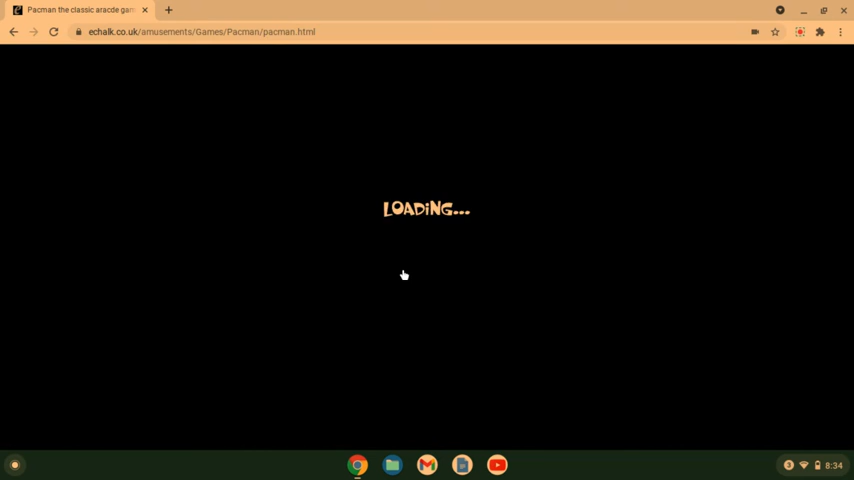 Pacman the classic aracde gam
echalk.co.uk/amusements/Games/Pacman/pacman.html
LOADiNG...
3
8:34